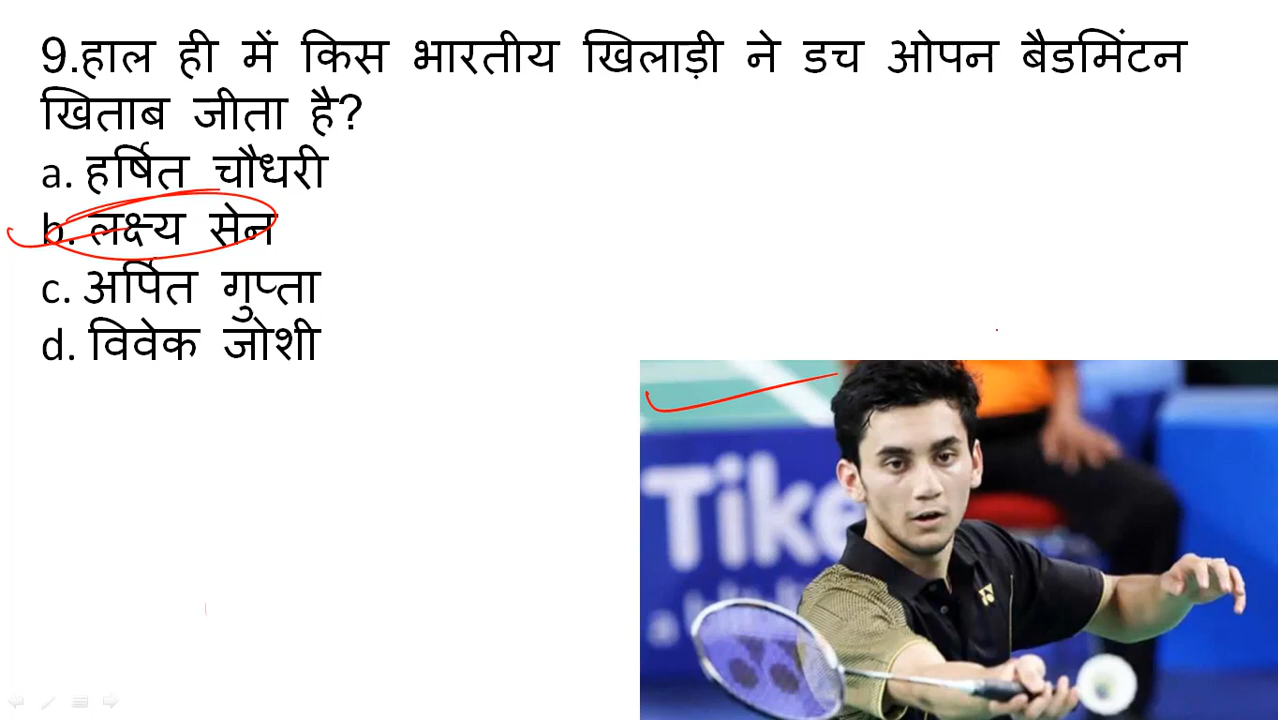 9.हाल ही में किस भारतीय खिलाड़ी ने डच ओपन बैडमिंटन
खिताब जीता है?
a. हर्षित चौधरी
b. लक्ष्य सेन
c. अर्पित गुप्ता
d. विवेक जोशी
Tike